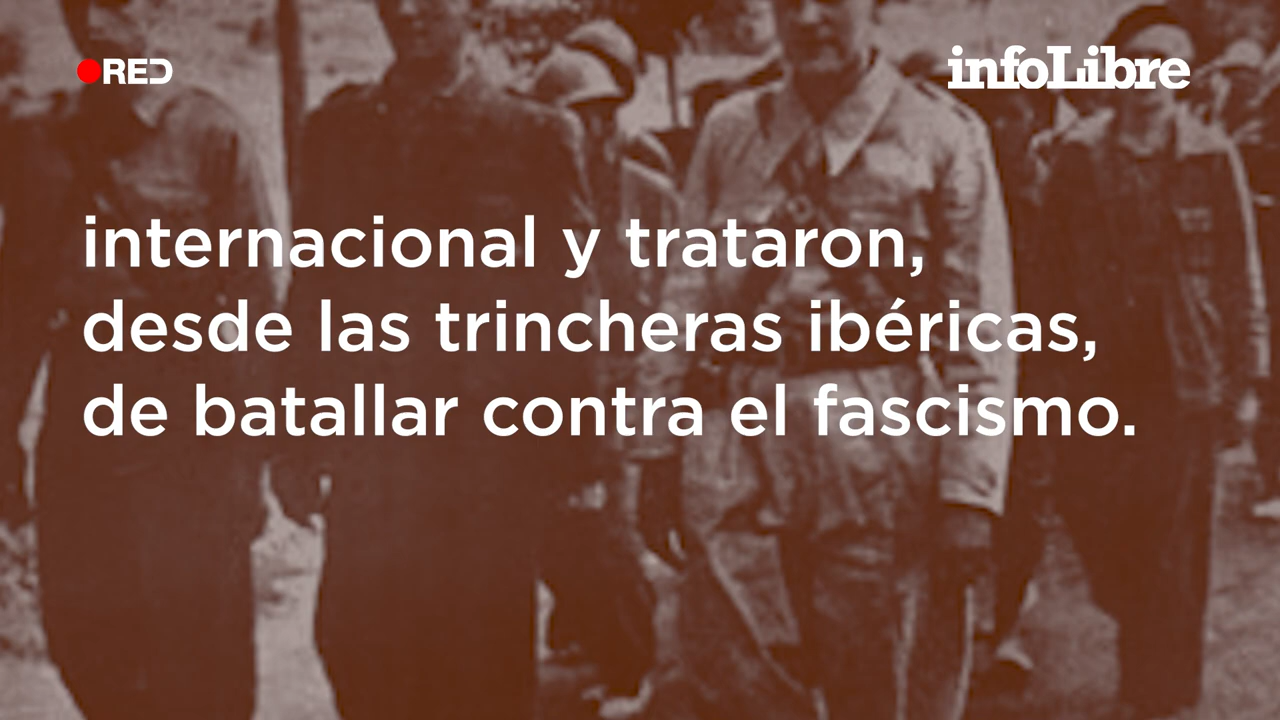 RED
infoLibre
internacional y trataron,
desde las trincheras ibéricas,
de batallar contra el fascismo.